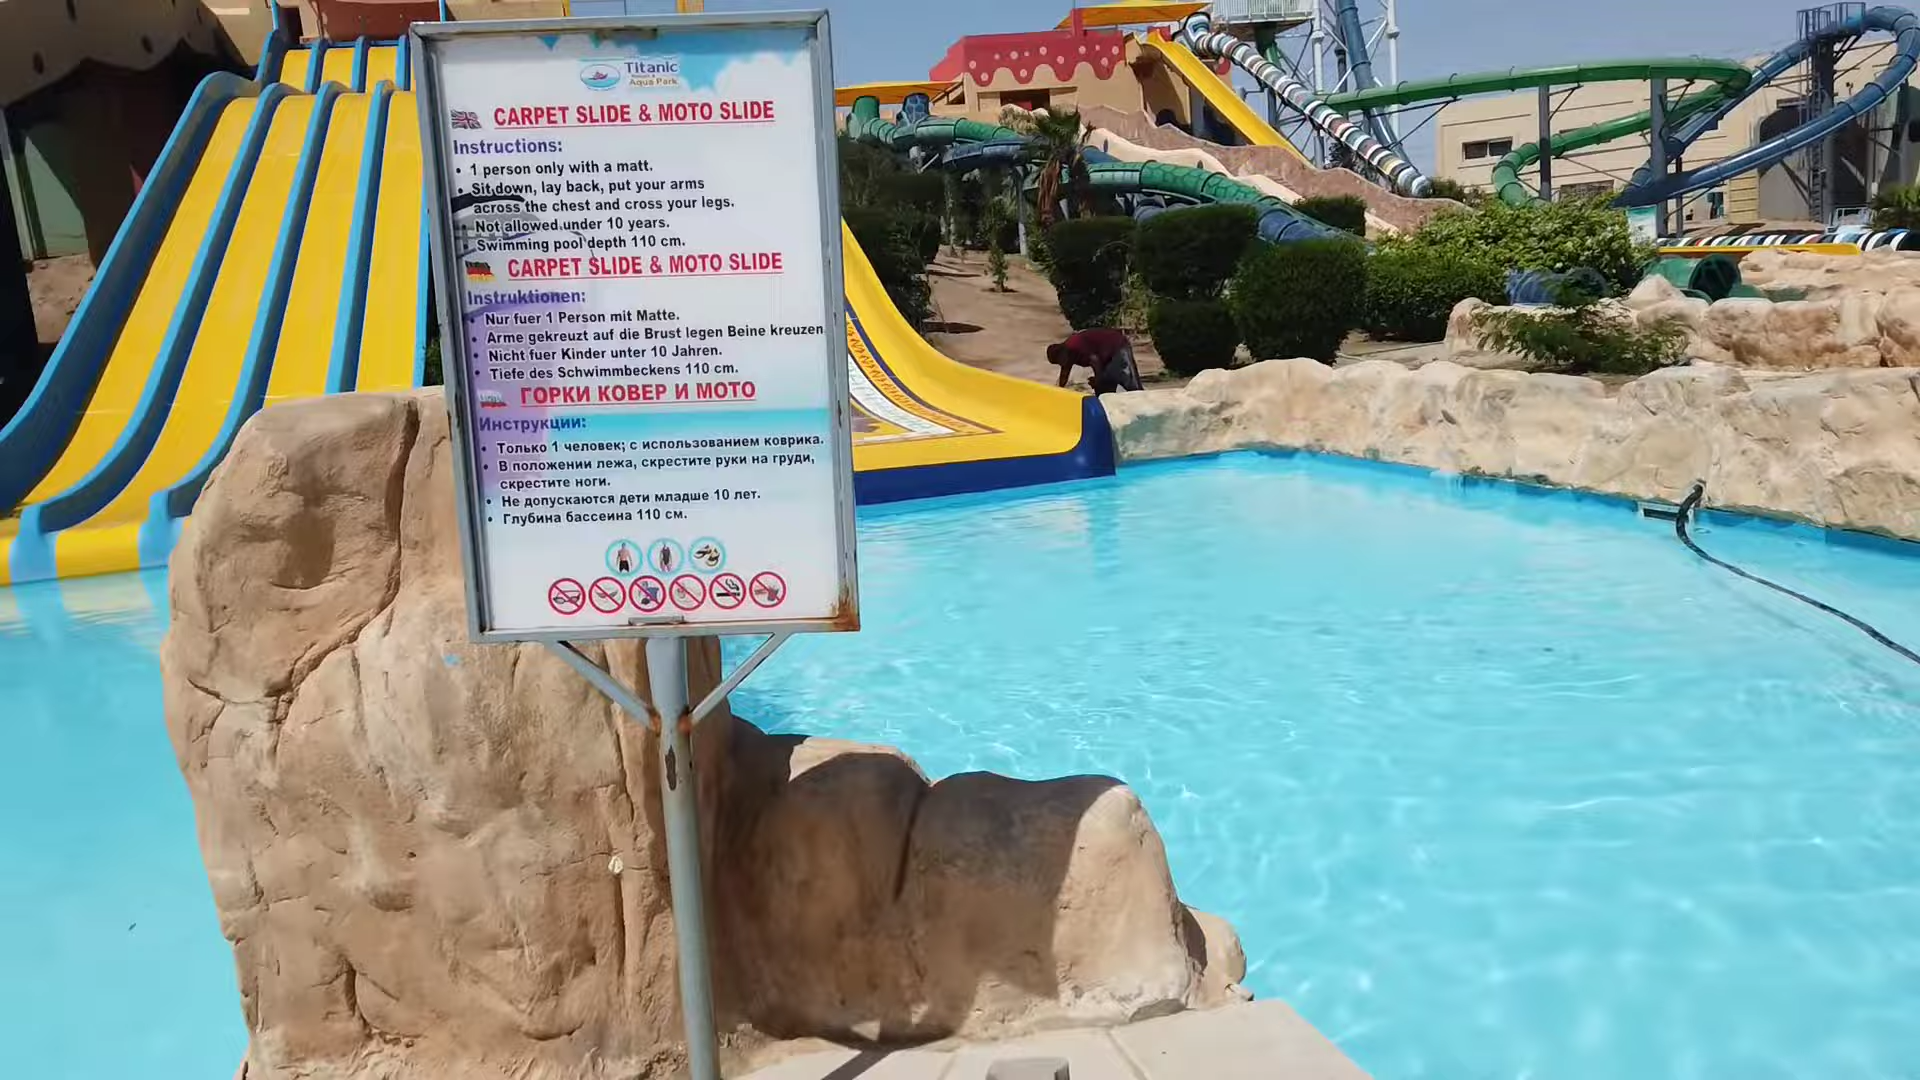 Titanic
Resort &
Aqua Park
CARPET SLIDE & MOTO SLIDE
Instructions:
• 1 person only with a matt.
• Sit down, lay back, put your arms
across the chest and cross your legs.
• Not allowed under 10 years.
• Swimming pool depth 110 cm.
CARPET SLIDE & MOTO SLIDE
Instruktionen:
• Nur fuer 1 Person mit Matte.
• Arme gekreuzt auf die Brust legen Beine kreuzen
• Nicht fuer Kinder unter 10 Jahren.
• Tiefe des Schwimmbeckens 110 cm.
ГОРКИ КОВЕР И МОТО
Инструкции:
• Только 1 человек; с использованием коврика.
• В положении лежа, скрестите руки на груди,
скрестите ноги.
• Не допускаются дети младше 10 лет.
• Глубина бассеина 110 см.